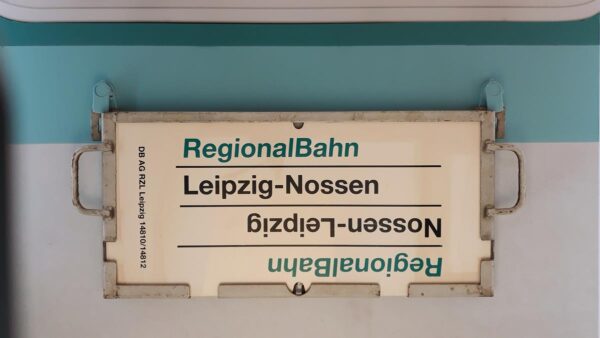 RegionalBahn
Leipzig-Nossen
Nossen-Leipzig
RegionalBahn
DB AG RZL Leipzig 14810/14812